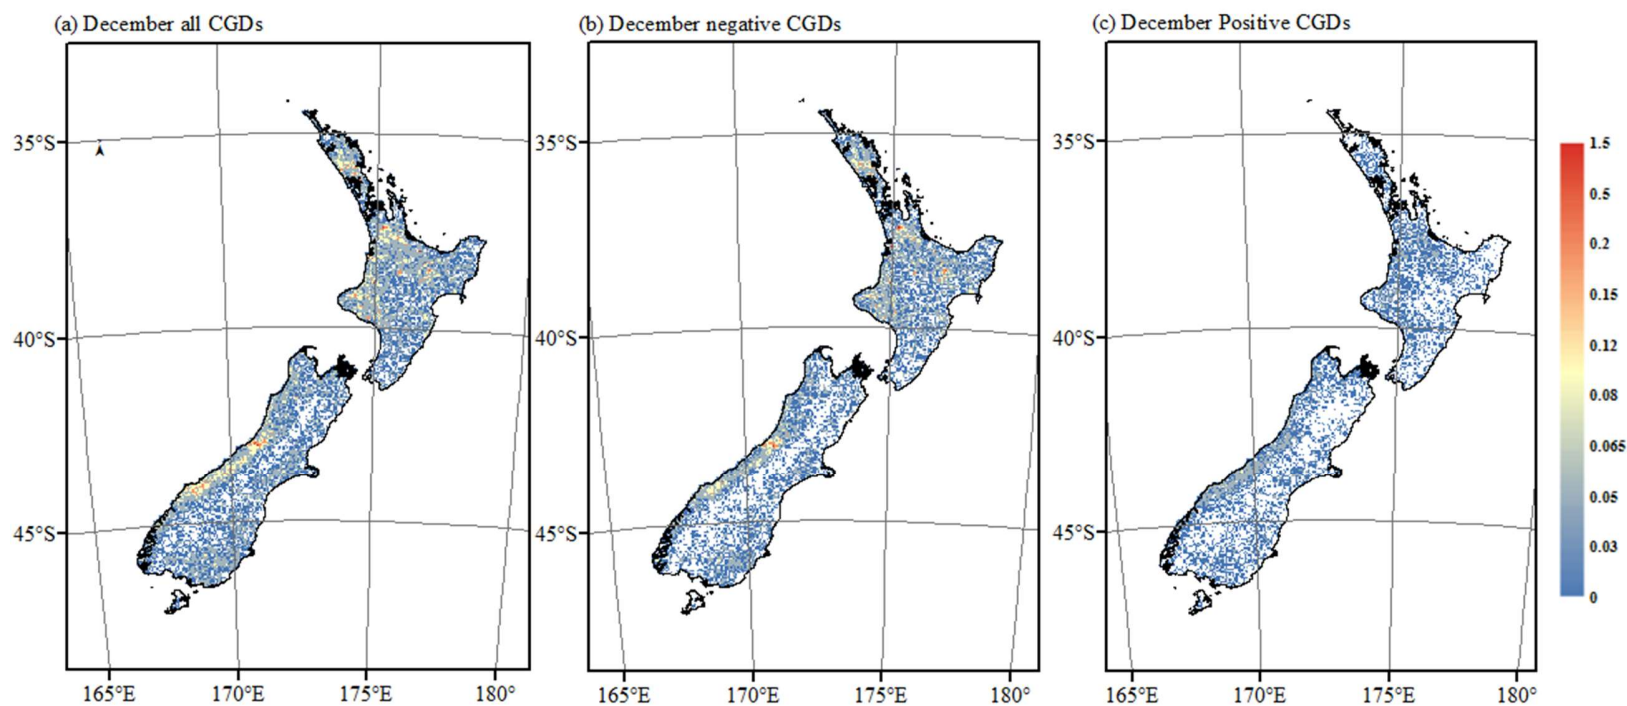 (a) December all CGDs
(b) December negative CGDs
(c) December Positive CGDs
35°S
40°S
45°S
165°E
170°E
175°E
180°
35°S
40°S
45°S
165°E
170°E
175°E
180°
35°S
40°S
45°S
165°E
170°E
175°E
180°
1.5
0.5
0.2
0.15
0.12
0.08
0.065
0.05
0.03
0